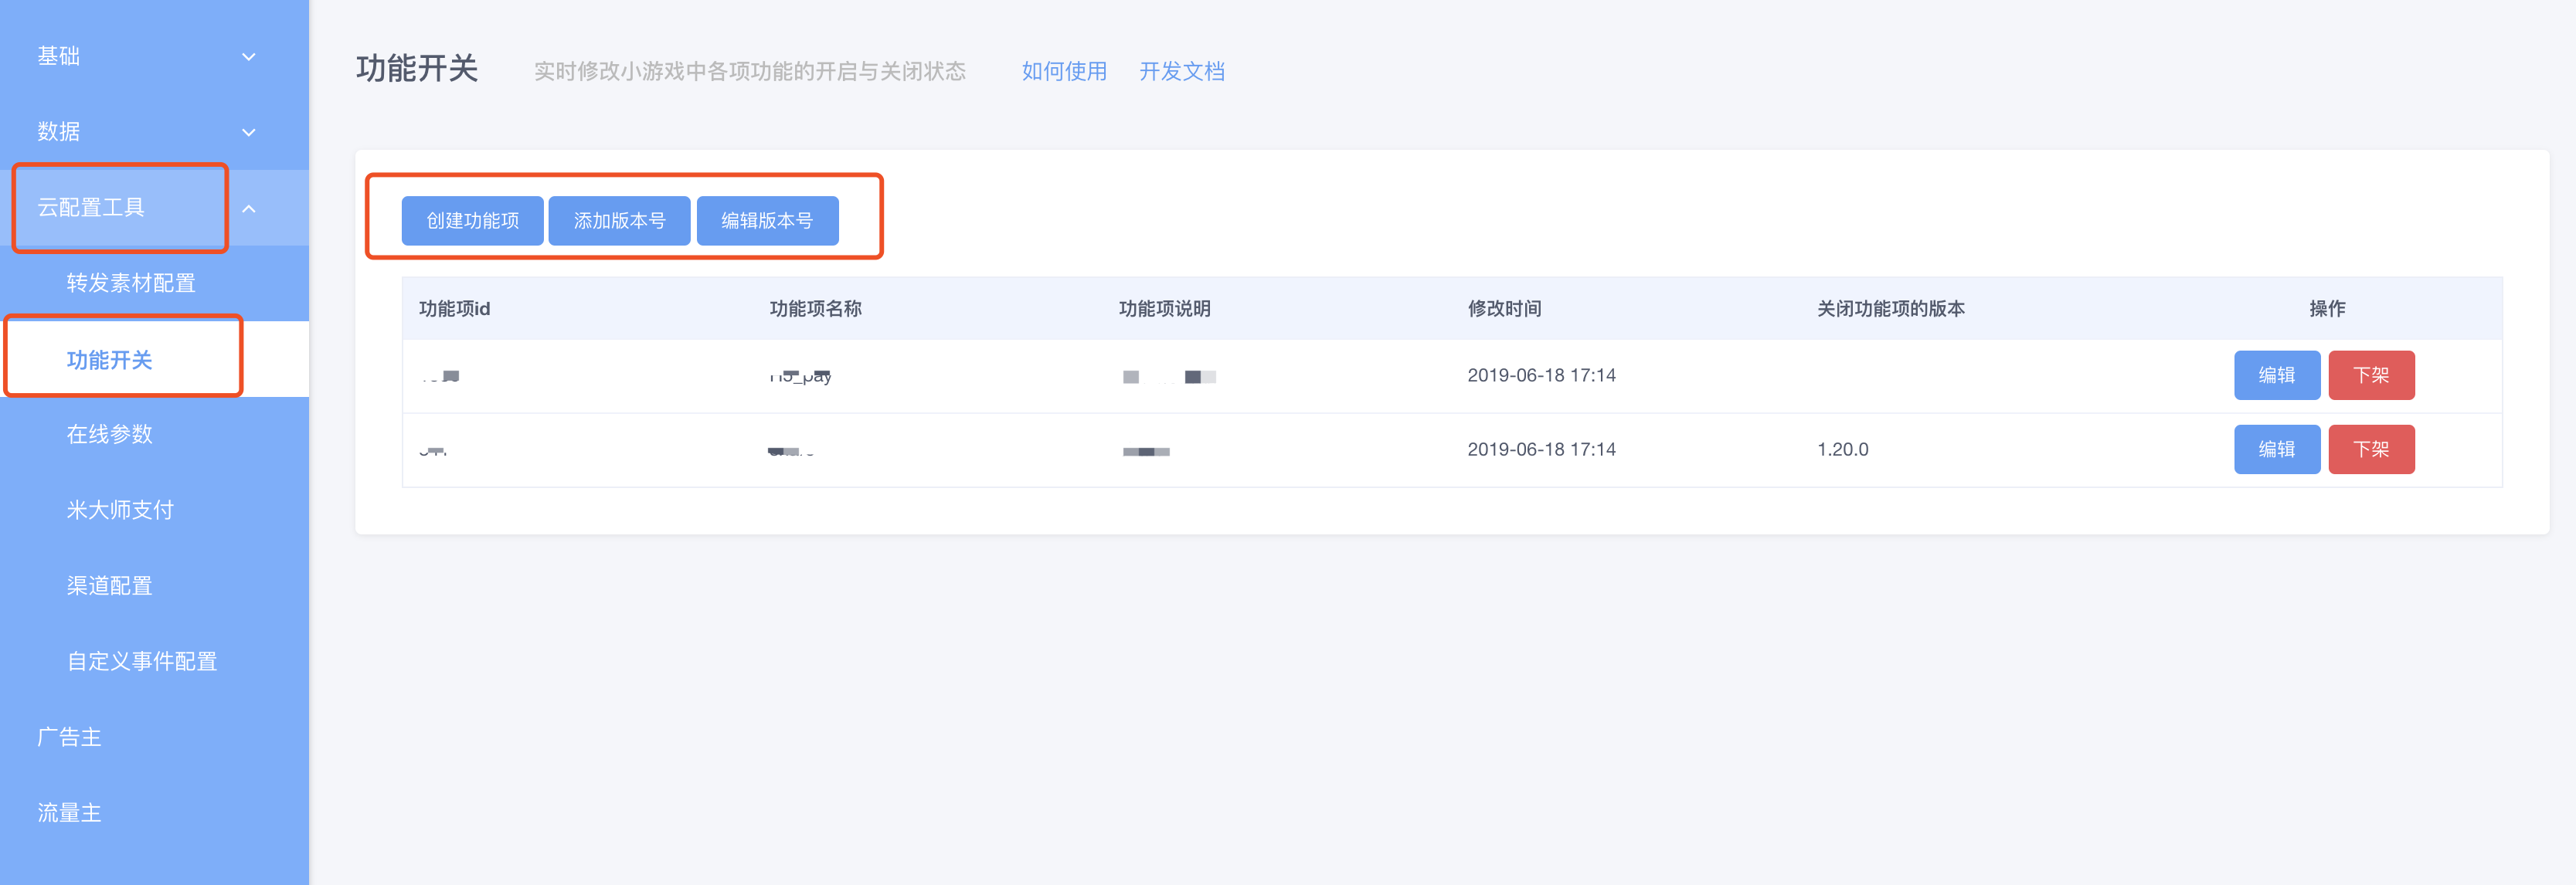 基础
数据
云配置工具
转发素材配置
功能开关
在线参数
米大师支付
渠道配置
自定义事件配置
广告主
流量主
功能开关 实时修改小游戏中各项功能的开启与关闭状态 如何使用 开发文档
创建功能项 添加版本号 编辑版本号
功能项id 功能项名称 功能项说明 修改时间 关闭功能项的版本 操作
2019-06-18 17:14 编辑 下架
2019-06-18 17:14 1.20.0 编辑 下架